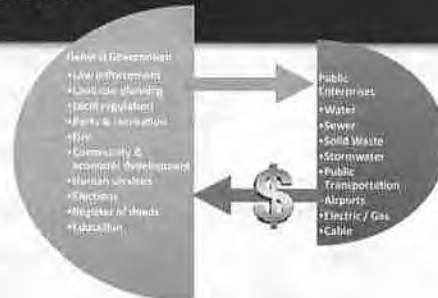 General Government
•Law enforcement
•Land use planning
•Local regulation
•Parks & recreation
•Fire
•Community &
economic development
•Human services
•Elections
•Register of deeds
•Education
Public
Enterprises
•Water
•Sewer
•Solid Waste
•Stormwater
•Public
Transportation
Airports
•Electric / Gas
•Cable
$